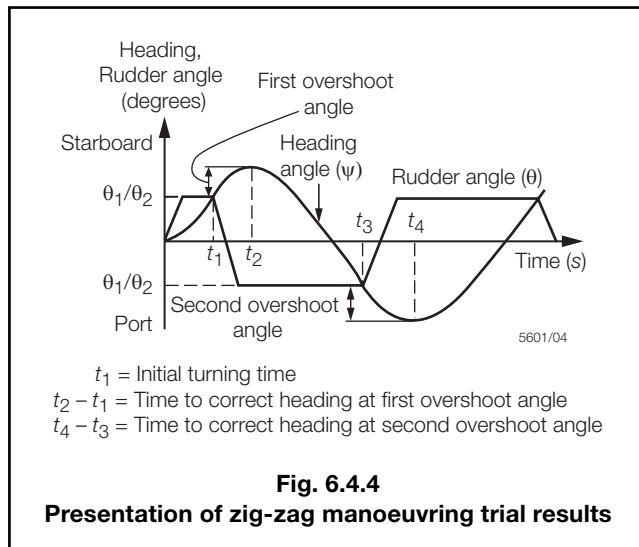 Heading,
Rudder angle
(degrees)
First overshoot
angle
Starboard
Heading
angle (ψ)
Rudder angle (θ)
θ1/θ2
t3
t4
t1
t2
Time (s)
θ1/θ2
Second overshoot
angle
Port
5601/04
t1 = Initial turning time
t2 – t1 = Time to correct heading at first overshoot angle
t4 – t3 = Time to correct heading at second overshoot angle
Fig. 6.4.4
Presentation of zig-zag manoeuvring trial results